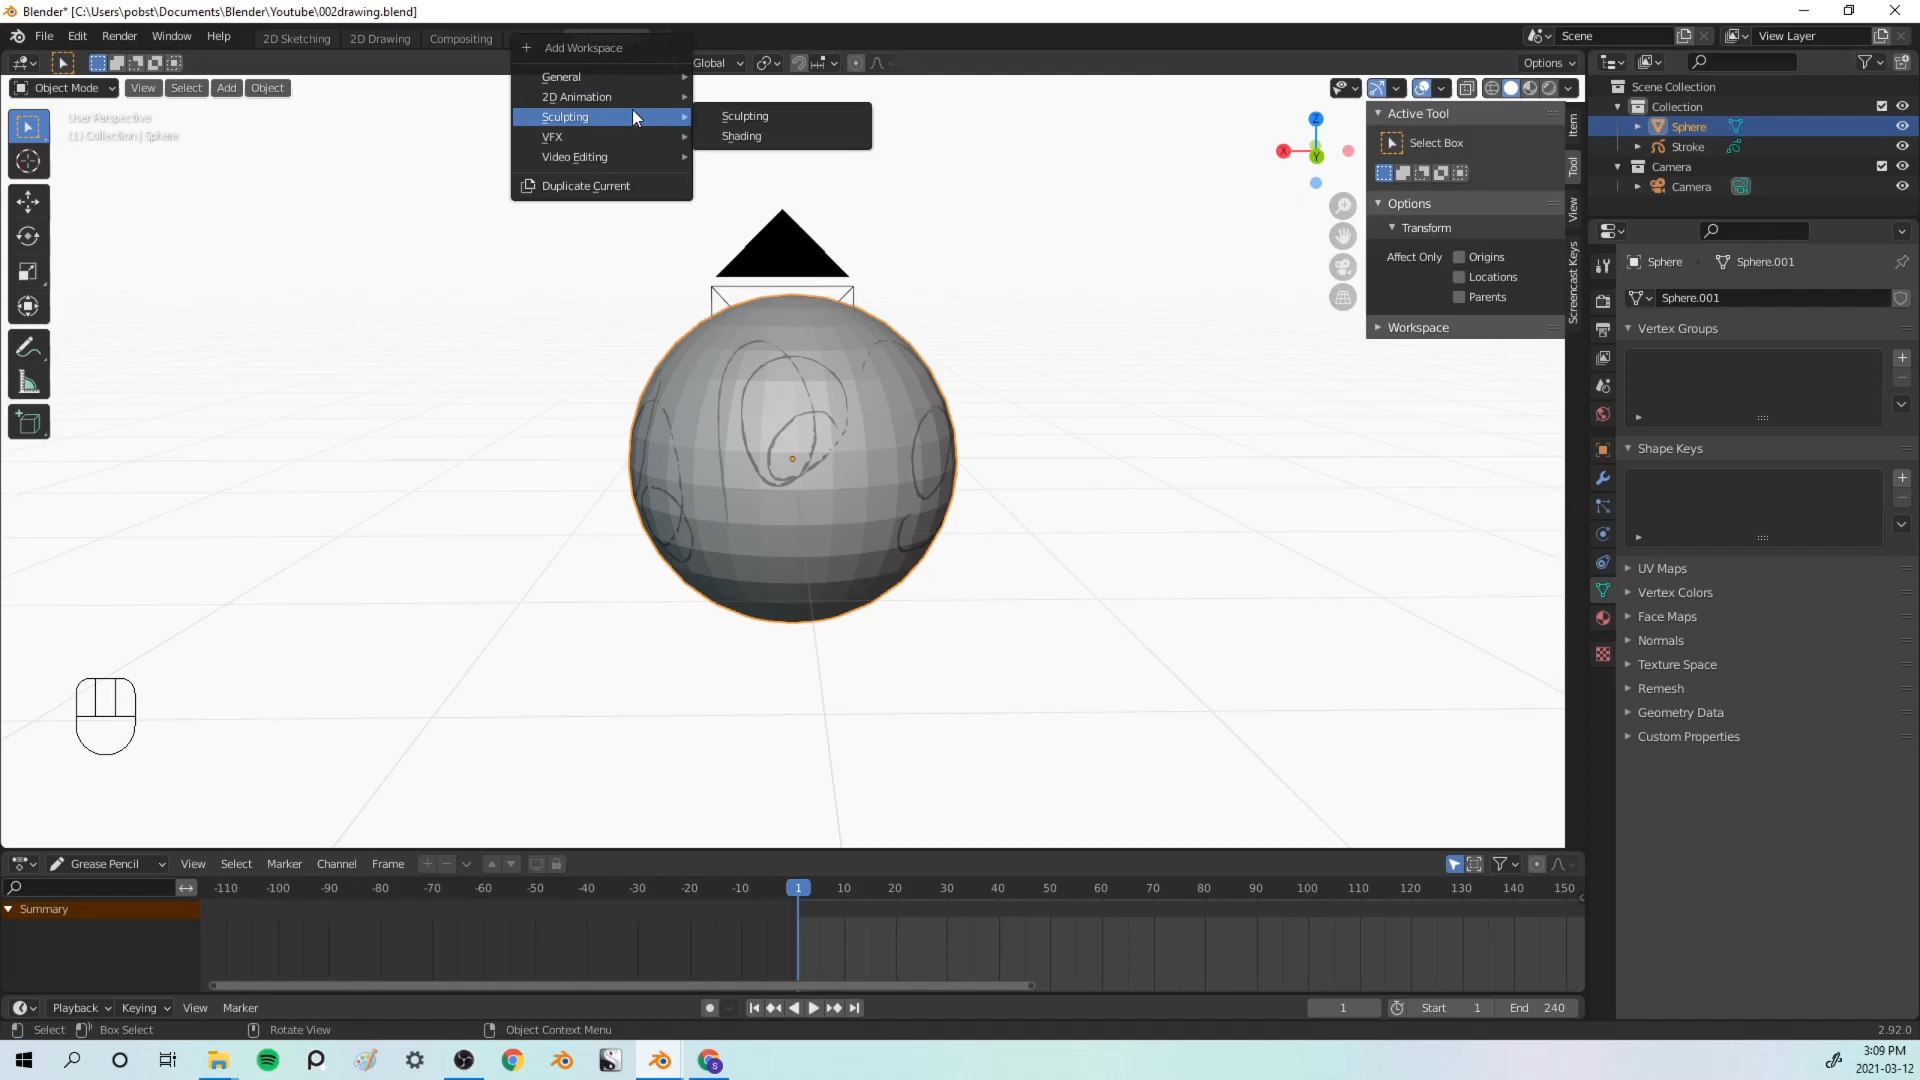 Blender* [C:\Users\pobst\Documents\Blender\Youtube\002drawing.blend]
File Edit Render Window Help 2D Sketching 2D Drawing Compositing
Scene View Layer
Add Workspace
General
2D Animation
Sculpting
VFX
Video Editing
Duplicate Current
Sculpting
Shading
Global
Options
Object Mode View Select Add Object
User Perspective
(1) Collection | Sphere
Z
X
Y
Active Tool
Select Box
Options
Transform
Affect Only Origins
Locations
Parents
Workspace
Item
Tool
View
Screencast Keys
Scene Collection
Collection
Sphere
Stroke
Camera
Camera
Sphere Sphere.001
Sphere.001
Vertex Groups
Shape Keys
UV Maps
Vertex Colors
Face Maps
Normals
Texture Space
Remesh
Geometry Data
Custom Properties
Grease Pencil View Select Marker Channel Frame
-110 -100 -90 -80 -70 -60 -50 -40 -30 -20 -10 1 10 20 30 40 50 60 70 80 90 100 110 120 130 140 150
Summary
Playback Keying View Marker
1 Start 1 End 240
Select Box Select Rotate View Object Context Menu 2.92.0
3:09 PM
2021-03-12